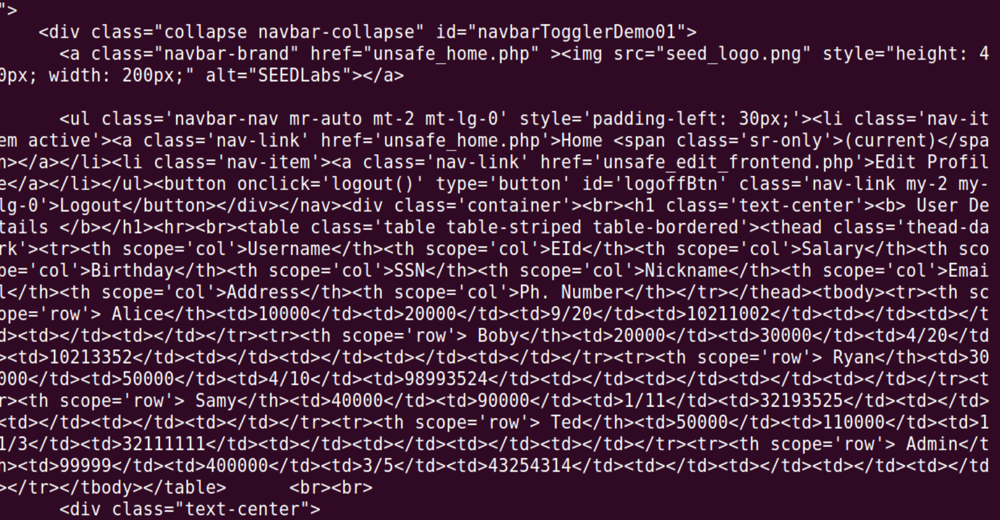 ">
    <div class="collapse navbar-collapse" id="navbarTogglerDemo01">
      <a class="navbar-brand" href="unsafe_home.php" ><img src="seed_logo.png" style="height: 4
0px; width: 200px;" alt="SEEDLabs"></a>

      <ul class='navbar-nav mr-auto mt-2 mt-lg-0' style='padding-left: 30px;'><li class='nav-it
em active'><a class='nav-link' href='unsafe_home.php'>Home <span class='sr-only'>(current)</spa
n></a></li><li class='nav-item'><a class='nav-link' href='unsafe_edit_frontend.php'>Edit Profil
e</a></li></ul><button onclick='logout()' type='button' id='logoffBtn' class='nav-link my-2 my-
lg-0'>Logout</button></div></nav><div class='container'><br><h1 class='text-center'><b> User De
tails </b></h1><hr><br><table class='table table-striped table-bordered'><thead class='thead-da
rk'><tr><th scope='col'>Username</th><th scope='col'>EId</th><th scope='col'>Salary</th><th sco
pe='col'>Birthday</th><th scope='col'>SSN</th><th scope='col'>Nickname</th><th scope='col'>Emai
l</th><th scope='col'>Address</th><th scope='col'>Ph. Number</th></tr></thead><tbody><tr><th sc
ope='row'> Alice</th><td>10000</td><td>20000</td><td>9/20</td><td>10211002</td><td></td><td></t
d><td></td><td></td></tr><tr><th scope='row'> Boby</th><td>20000</td><td>30000</td><td>4/20</td
><td>10213352</td><td></td><td></td><td></td><td></td></tr><tr><th scope='row'> Ryan</th><td>30
000</td><td>50000</td><td>4/10</td><td>98993524</td><td></td><td></td><td></td><td></td></tr><t
r><th scope='row'> Samy</th><td>40000</td><td>90000</td><td>1/11</td><td>32193525</td><td></td>
<td></td><td></td><td></td></tr><tr><th scope='row'> Ted</th><td>50000</td><td>110000</td><td>1
1/3</td><td>32111111</td><td></td><td></td><td></td><td></td></tr><tr><th scope='row'> Admin</t
h><td>99999</td><td>400000</td><td>3/5</td><td>43254314</td><td></td><td></td><td></td><td></td
></tr></tbody></table>      <br><br>
      <div class="text-center">